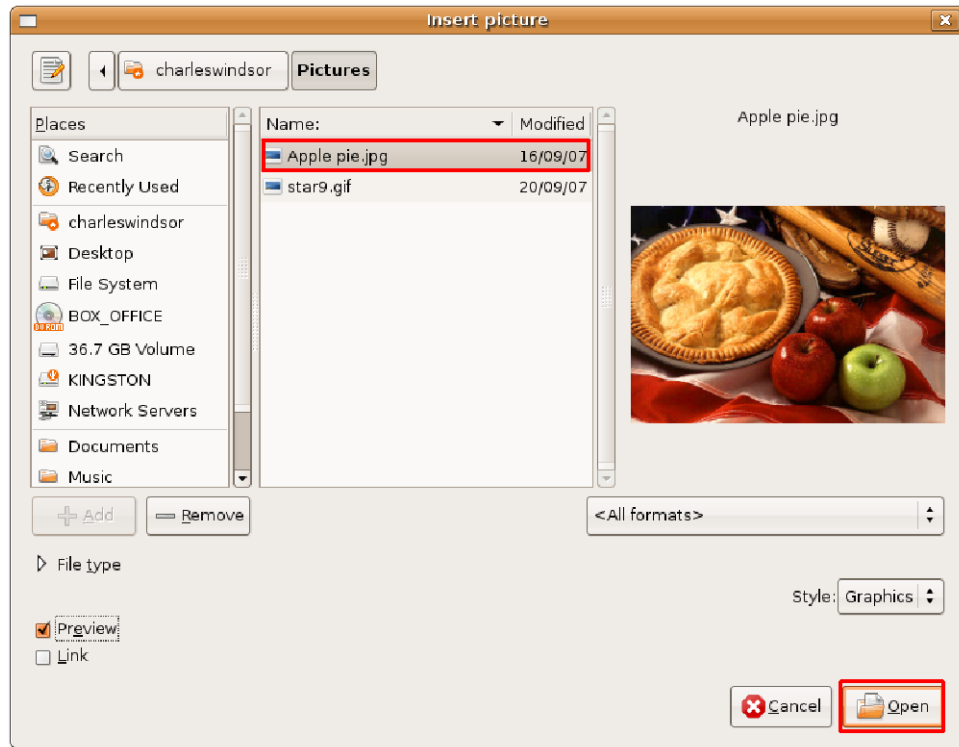 Insert picture
charleswindsor Pictures
Places
Search
Recently Used
charleswindsor
Desktop
File System
BOX_OFFICE
36.7 GB Volume
KINGSTON
Network Servers
Documents
Music
Name: Modified
Apple pie.jpg 16/09/07
star9.gif 20/09/07
Apple pie.jpg
Add Remove
<All formats>
File type
Style: Graphics
Preview
Link
Cancel Open